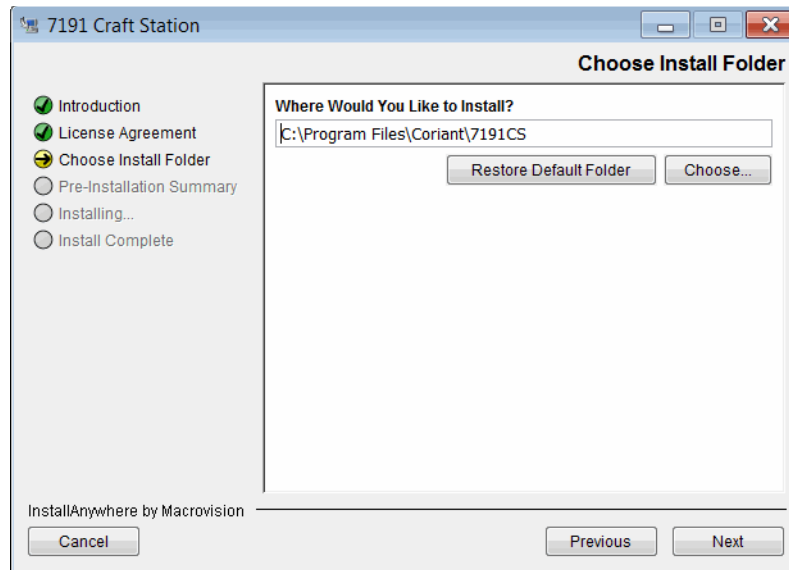 7191 Craft Station
Choose Install Folder
Introduction
License Agreement
Choose Install Folder
Pre-Installation Summary
Installing...
Install Complete
Where Would You Like to Install?
C:\Program Files\Coriant\7191CS
Restore Default Folder
Choose...
InstallAnywhere by Macrovision
Cancel
Previous
Next